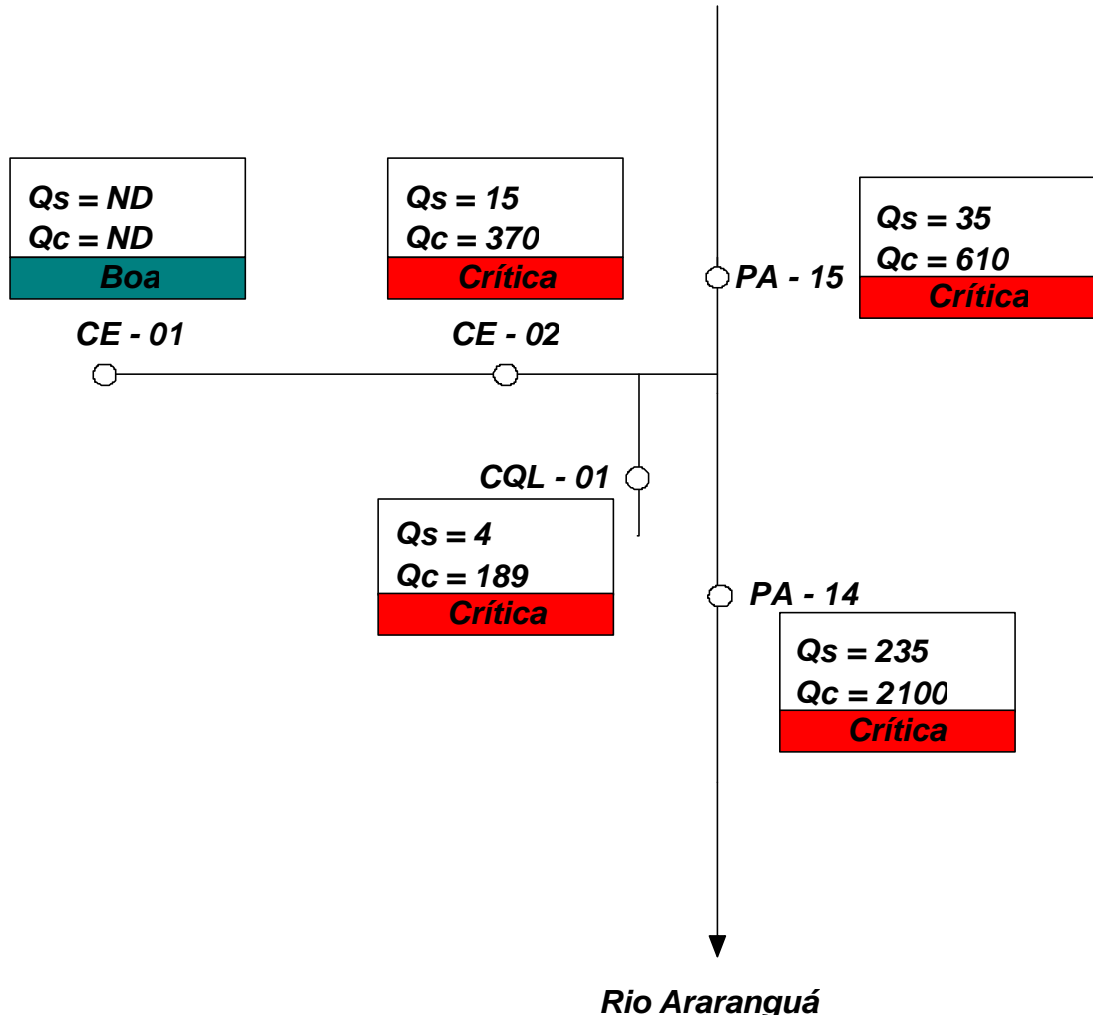 Qs = ND
Qc = ND
Boa
CE - 01
Qs = 15
Qc = 370
Crítica
CE - 02
Qs = 35
Qc = 610
Crítica
PA - 15
CQL - 01
Qs = 4
Qc = 189
Crítica
PA - 14
Qs = 235
Qc = 2100
Crítica
Rio Araranguá